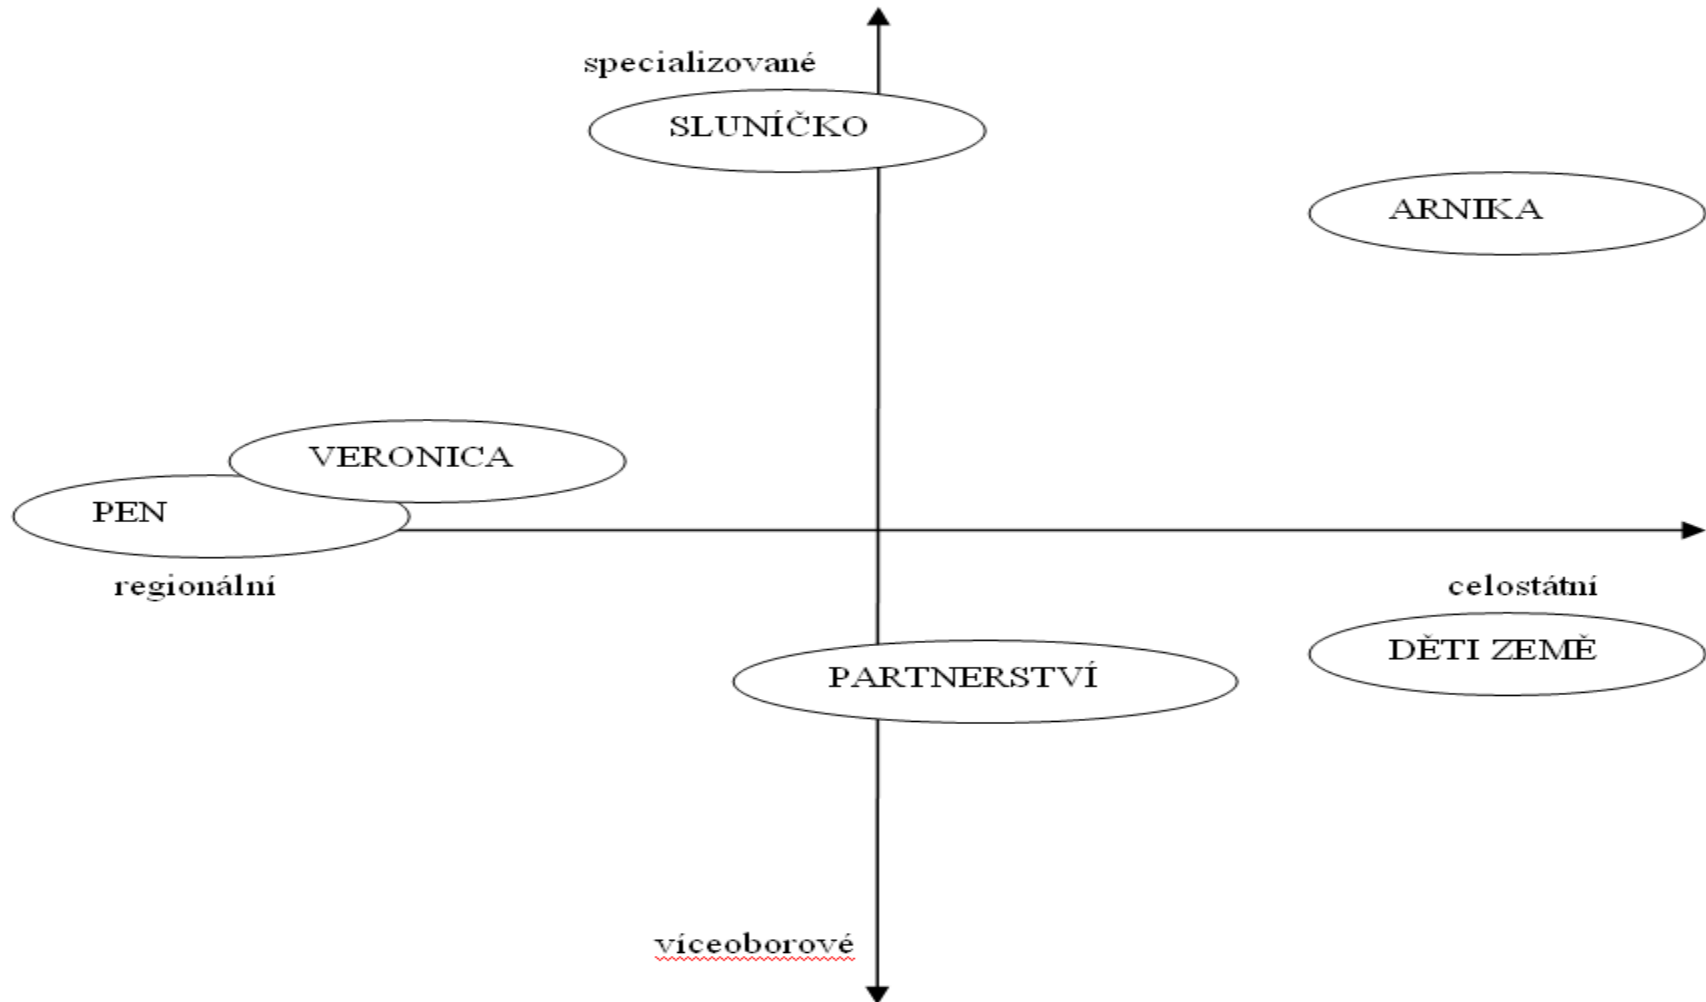 specializované
SLUNÍČKO
ARNIKA
VERONICA
PEN
regionální
celostátní
DĚTI ZEMĚ
PARTNERSTVÍ
víceoborové